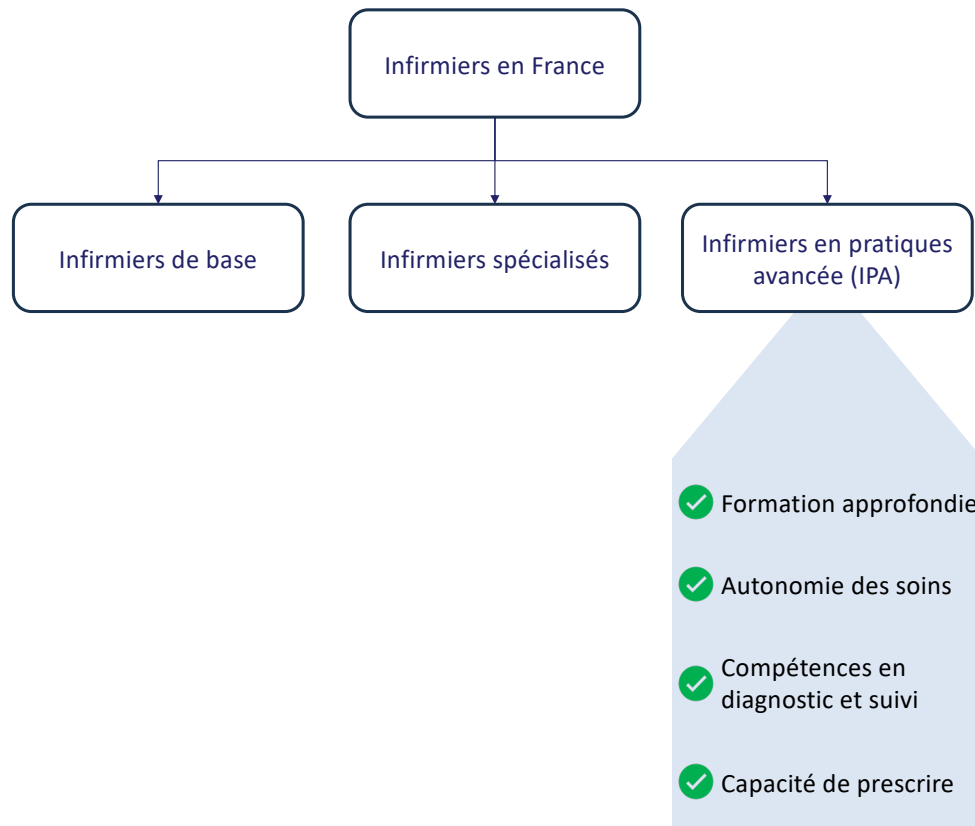 Infirmiers en France
Infirmiers de base
Infirmiers spécialisés
Infirmiers en pratiques
avancée (IPA)
Formation approfondie
Autonomie des soins
Compétences en
diagnostic et suivi
Capacité de prescrire